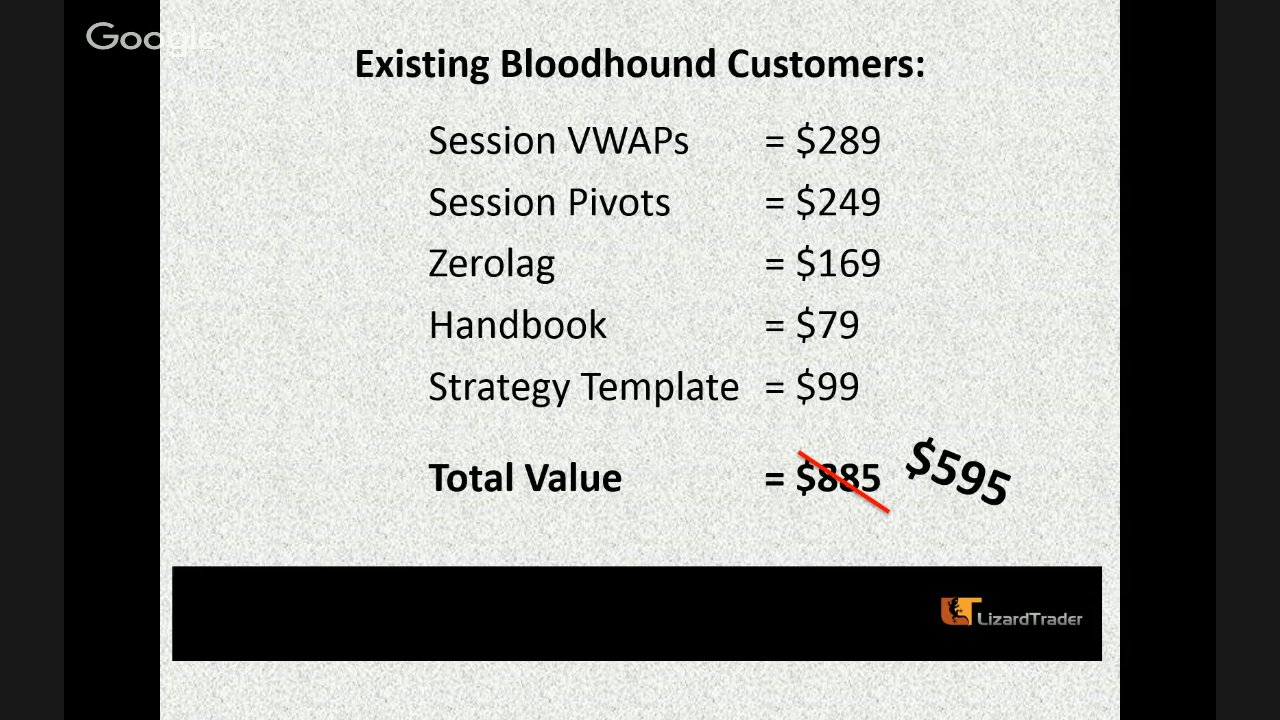 Google
Existing Bloodhound Customers:
Session VWAPs = $289
Session Pivots = $249
Zerolag = $169
Handbook = $79
Strategy Template = $99
Total Value = $885 $595
LizardTrader